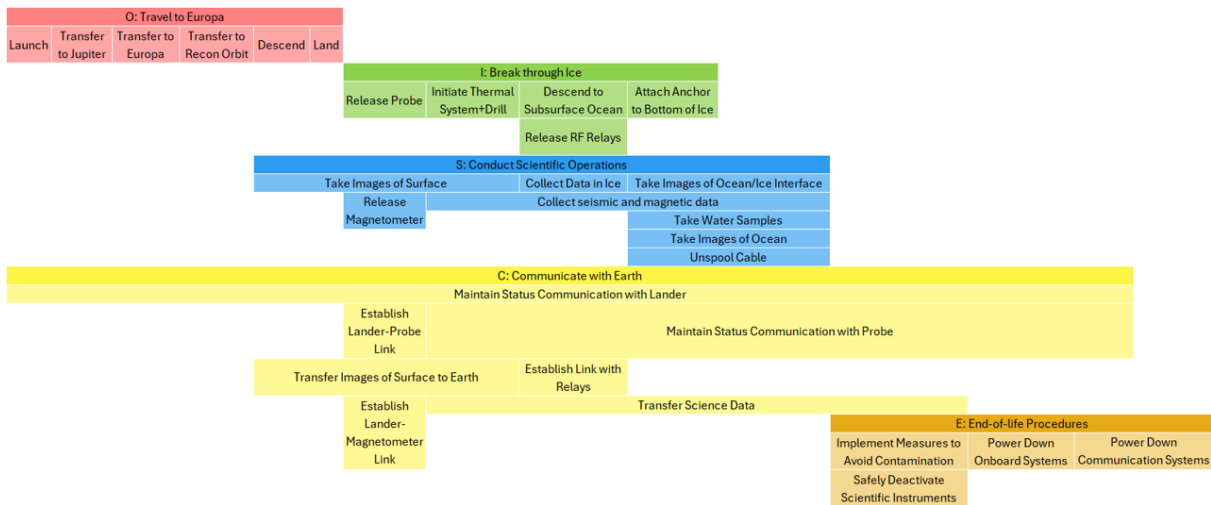 O: Travel to Europa
Launch
Transfer
to Jupiter
Transfer to
Europa
Transfer to
Recon Orbit
Descend
Land
I: Break through Ice
Release Probe
Initiate Thermal
System+Drill
Descend to
Subsurface Ocean
Attach Anchor
to Bottom of Ice
Release RF Relays
S: Conduct Scientific Operations
Take Images of Surface
Collect Data in Ice
Take Images of Ocean/Ice Interface
Release
Magnetometer
Collect seismic and magnetic data
Take Water Samples
Take Images of Ocean
Unspool Cable
C: Communicate with Earth
Maintain Status Communication with Lander
Establish
Lander-Probe
Link
Maintain Status Communication with Probe
Transfer Images of Surface to Earth
Establish Link with
Relays
Establish
Lander-
Magnetometer
Link
Transfer Science Data
E: End-of-life Procedures
Implement Measures to
Avoid Contamination
Power Down
Onboard Systems
Power Down
Communication Systems
Safely Deactivate
Scientific Instruments